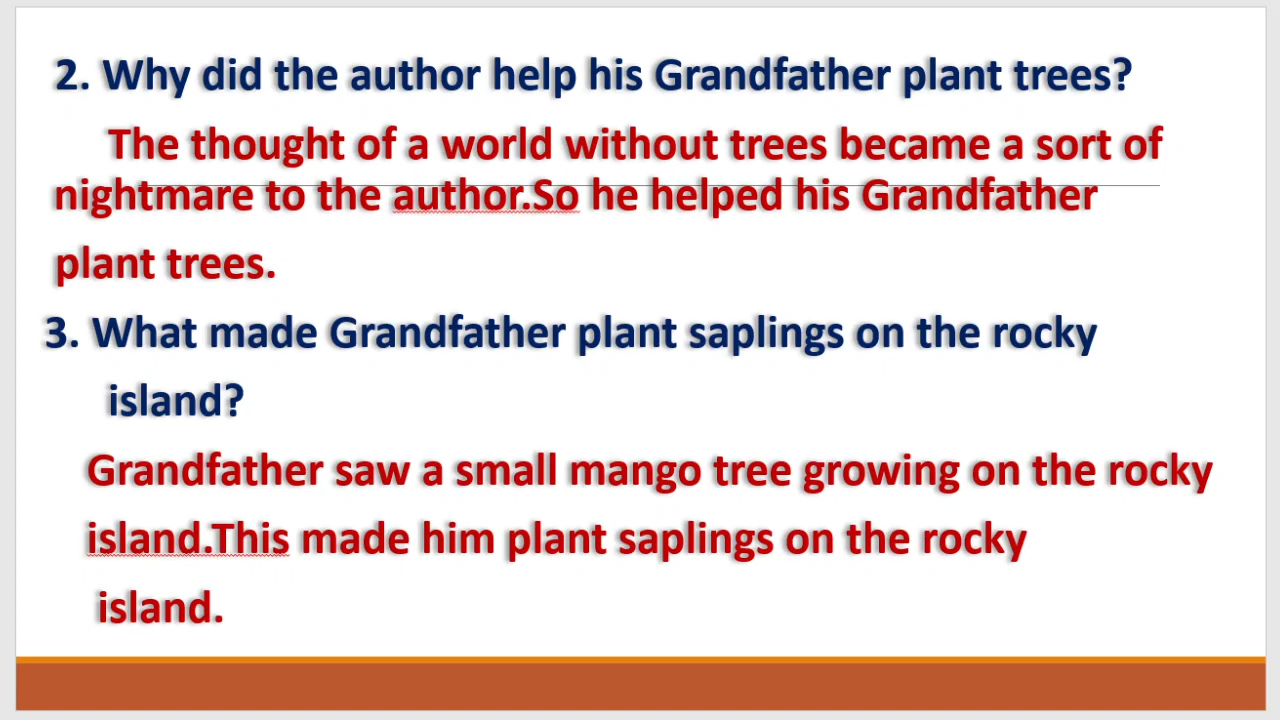 2. Why did the author help his Grandfather plant trees?
The thought of a world without trees became a sort of
nightmare to the author.So he helped his Grandfather
plant trees.
3. What made Grandfather plant saplings on the rocky
island?
Grandfather saw a small mango tree growing on the rocky
island.This made him plant saplings on the rocky
island.